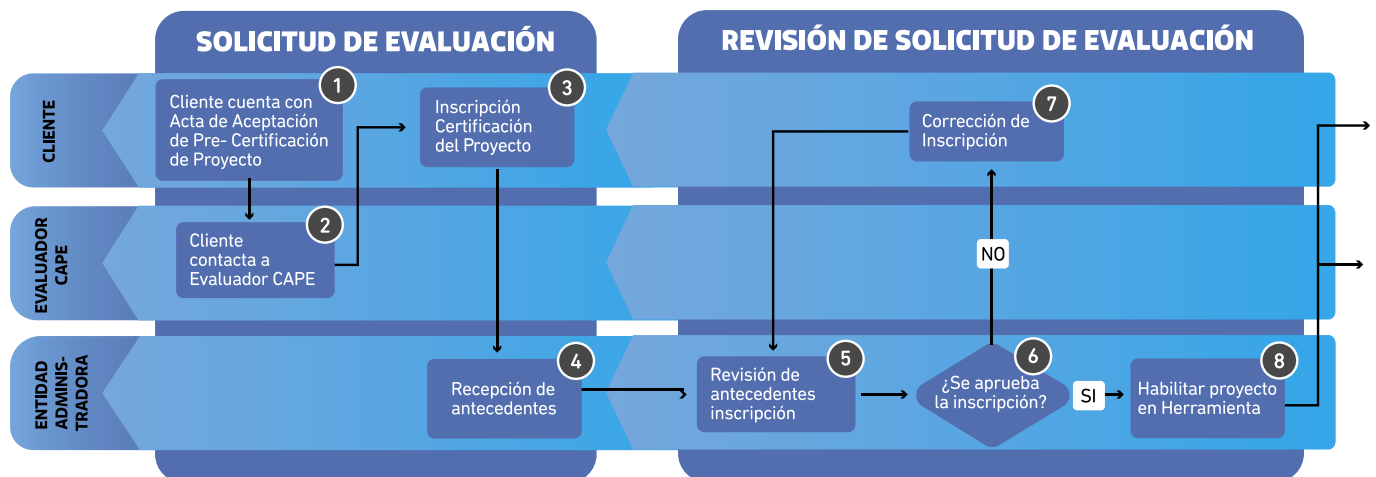 SOLICITUD DE EVALUACIÓN
REVISIÓN DE SOLICITUD DE EVALUACIÓN
CLIENTE
1
Cliente cuenta con
Acta de Aceptación
de Pre- Certificación
de Proyecto
3
Inscripción
Certificación
del Proyecto
7
Corrección de
Inscripción
EVALUADOR
CAPE
2
Cliente
contacta a
Evaluador CAPE
NO
ENTIDAD
ADMINIS-
TRADORA
4
Recepción de
antecedentes
5
Revisión de
antecedentes
inscripción
6
¿Se aprueba
la inscripción?
SI
8
Habilitar proyecto
en Herramienta